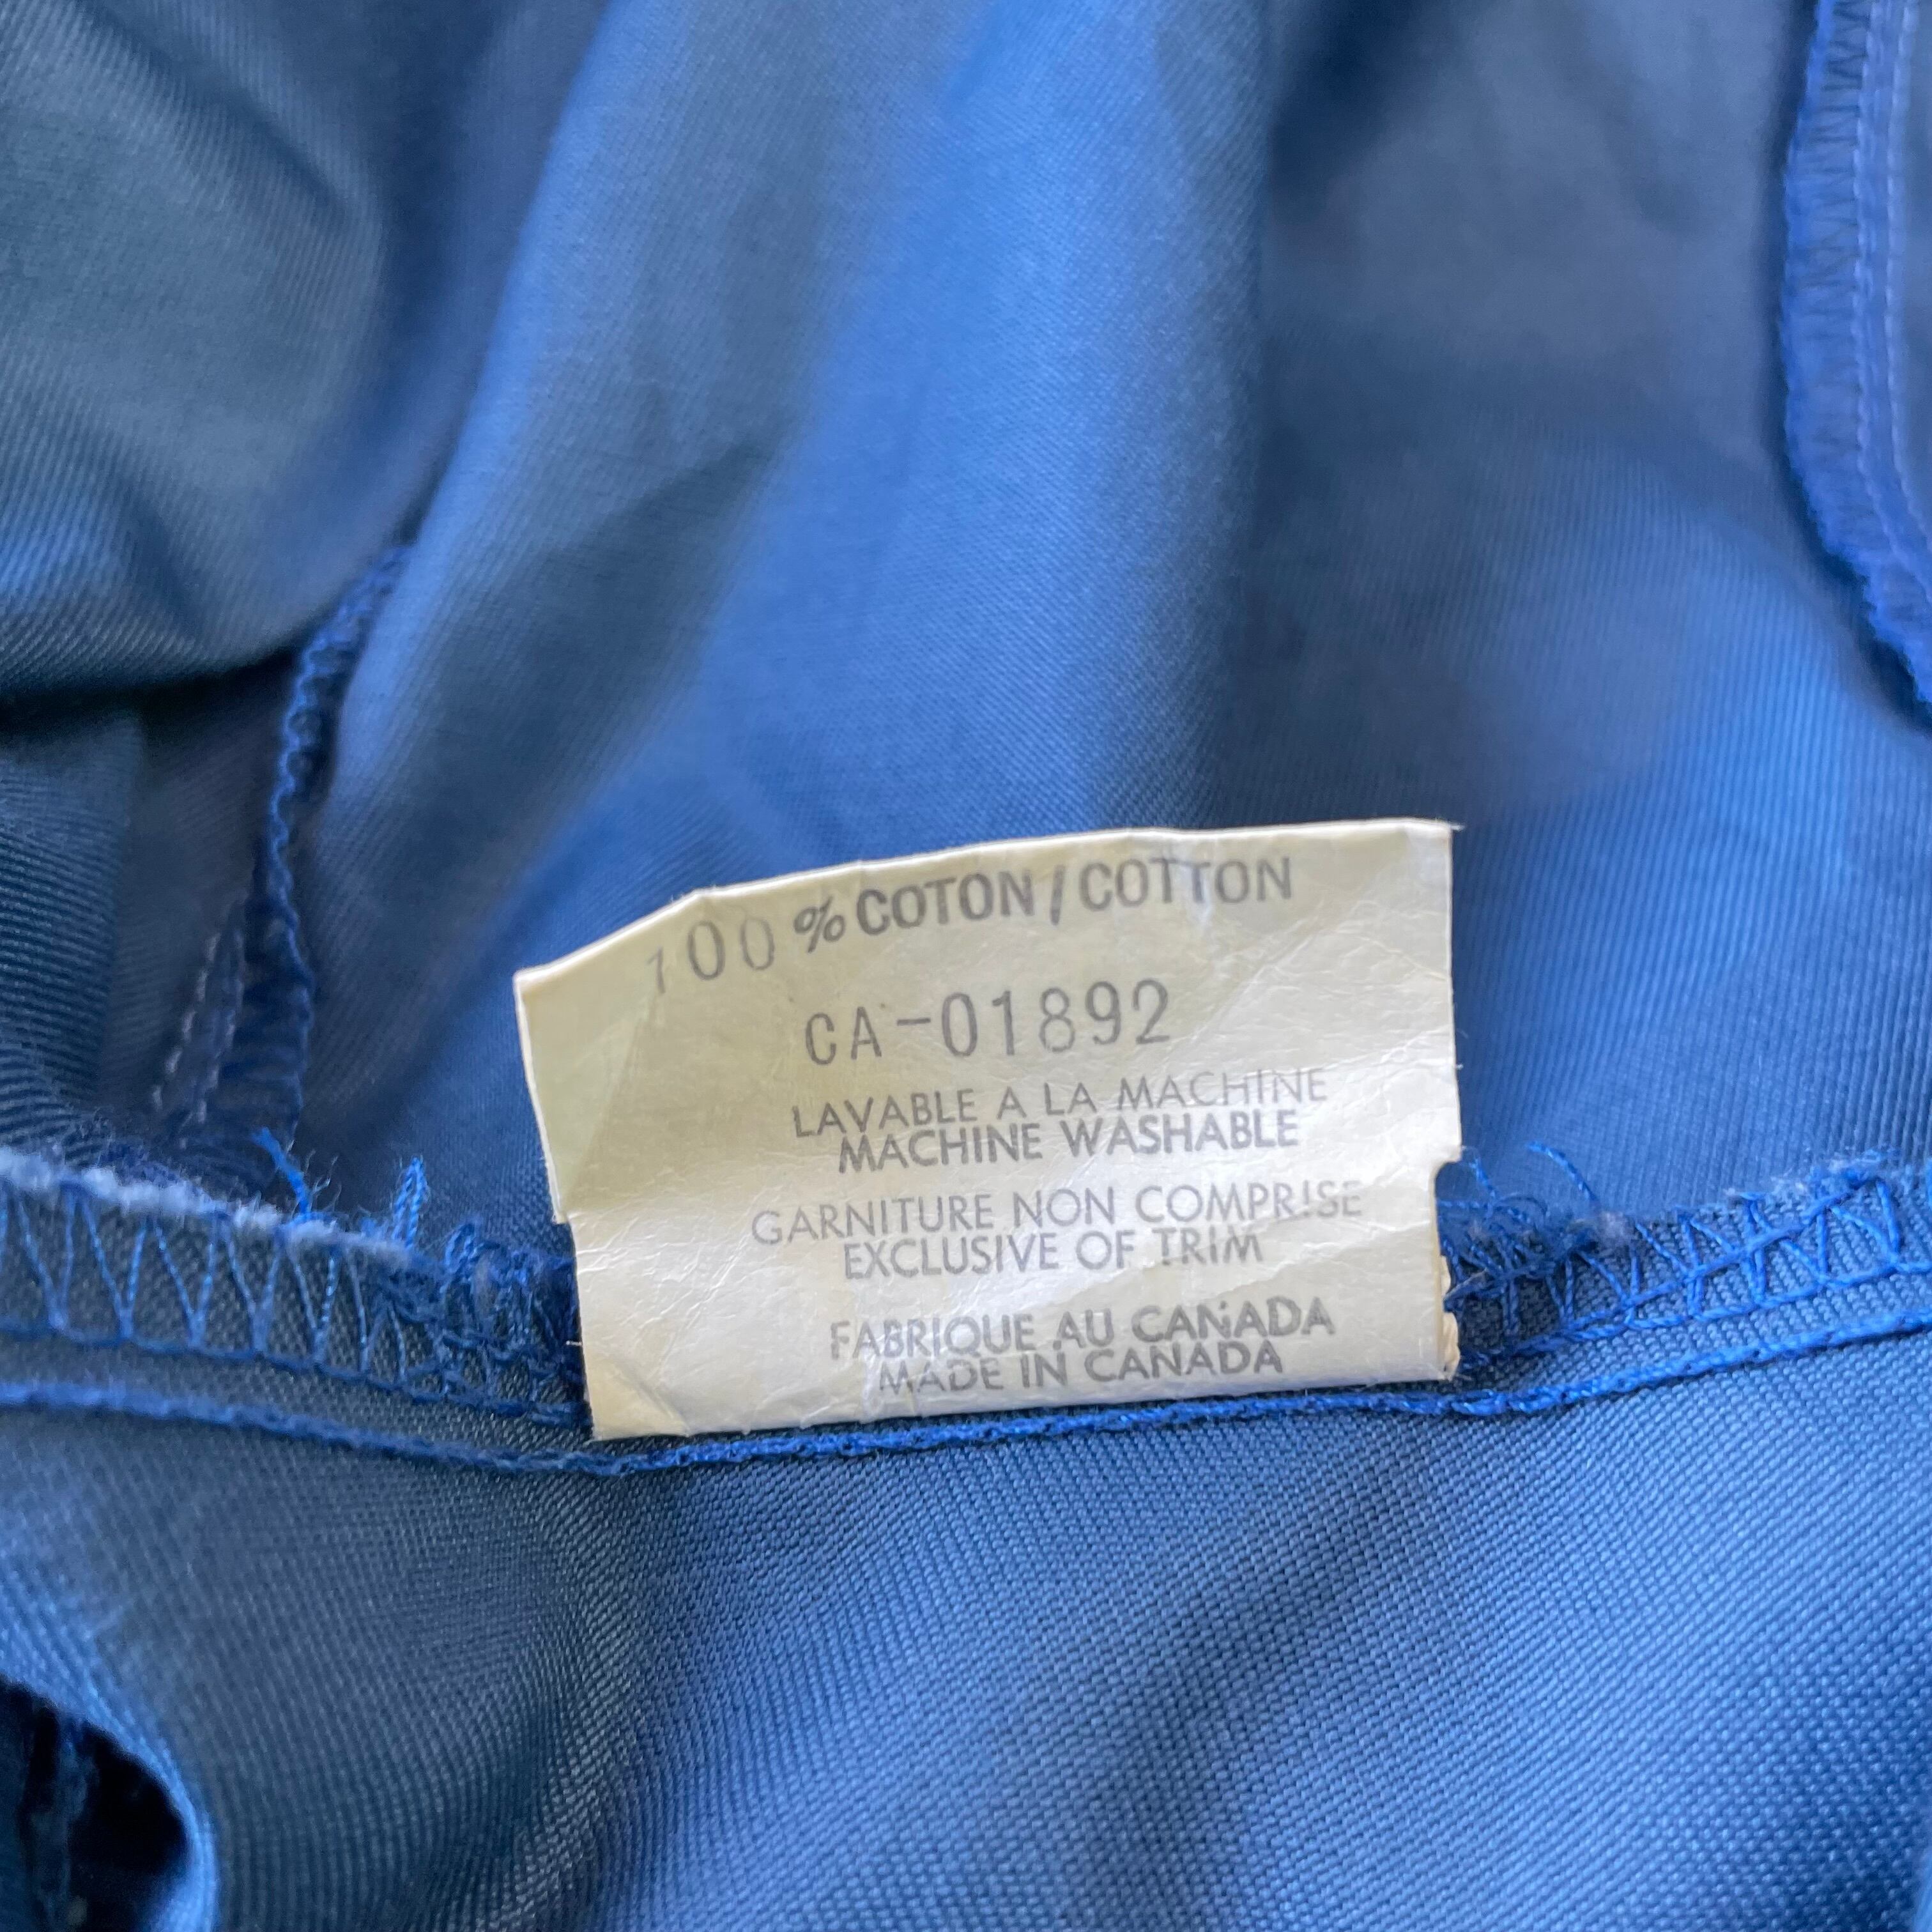 100 % COTON / COTTON
CA-01892
LAVABLE A LA MACHINE
MACHINE WASHABLE
GARNITURE NON COMPRISE
EXCLUSIVE OF TRIM
FABRIQUE AU CANADA
MADE IN CANADA